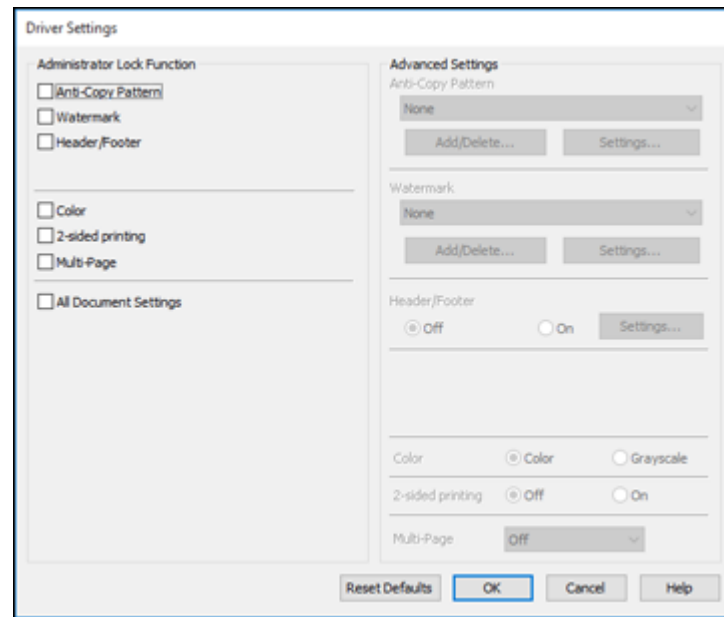 Driver Settings
Administrator Lock Function
Anti-Copy Pattern
Watermark
Header/Footer
Color
2-sided printing
Multi-Page
All Document Settings
Advanced Settings
Anti-Copy Pattern
None
Add/Delete... Settings...
Watermark
None
Add/Delete... Settings...
Header/Footer
Off On Settings...
Color Color Grayscale
2-sided printing Off On
Multi-Page Off
Reset Defaults OK Cancel Help